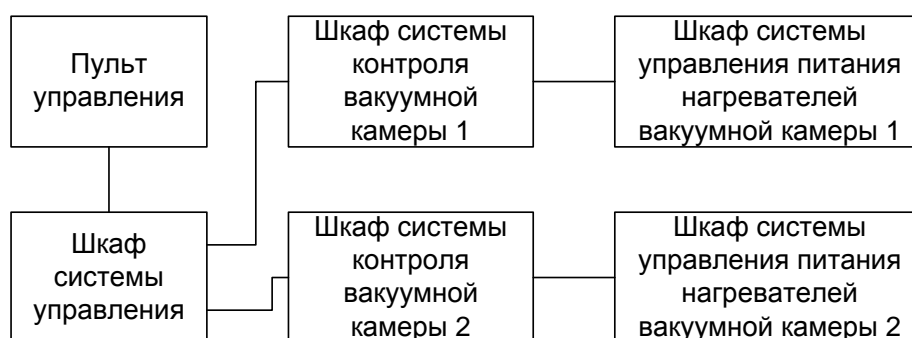 Пульт
управления
Шкаф системы
контроля
вакуумной
камеры 1
Шкаф системы
управления питания
нагревателей
вакуумной камеры 1
Шкаф
системы
управления
Шкаф системы
контроля
вакуумной
камеры 2
Шкаф системы
управления питания
нагревателей
вакуумной камеры 2